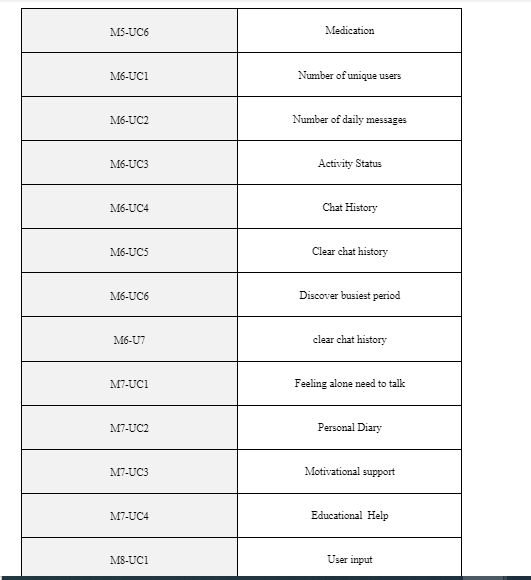 M5-UC6 Medication
M6-UC1 Number of unique users
M6-UC2 Number of daily messages
M6-UC3 Activity Status
M6-UC4 Chat History
M6-UC5 Clear chat history
M6-UC6 Discover busiest period
M6-U7 clear chat history
M7-UC1 Feeling alone need to talk
M7-UC2 Personal Diary
M7-UC3 Motivational support
M7-UC4 Educational Help
M8-UC1 User input